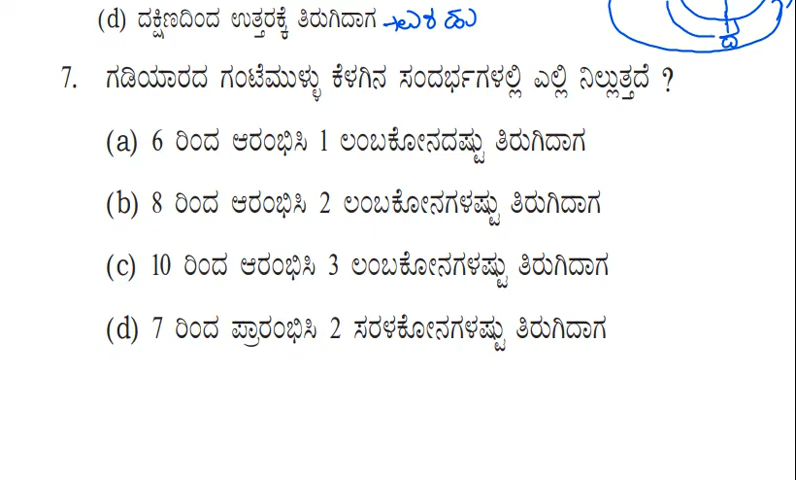 (d) ದಕ್ಷಿಣದಿಂದ ಉತ್ತರಕ್ಕೆ ತಿರುಗಿದಾಗ
ದ
7. ಗಡಿಯಾರದ ಗಂಟೆಮುಳ್ಳು ಕೆಳಗಿನ ಸಂದರ್ಭಗಳಲ್ಲಿ ಎಲ್ಲಿ ನಿಲ್ಲುತ್ತದೆ ?
(a) 6 ರಿಂದ ಆರಂಭಿಸಿ 1 ಲಂಬಕೋನದಷ್ಟು ತಿರುಗಿದಾಗ
(b) 8 ರಿಂದ ಆರಂಭಿಸಿ 2 ಲಂಬಕೋನಗಳಷ್ಟು ತಿರುಗಿದಾಗ
(c) 10 ರಿಂದ ಆರಂಭಿಸಿ 3 ಲಂಬಕೋನಗಳಷ್ಟು ತಿರುಗಿದಾಗ
(d) 7 ರಿಂದ ಪ್ರಾರಂಭಿಸಿ 2 ಸರಳಕೋನಗಳಷ್ಟು ತಿರುಗಿದಾಗ